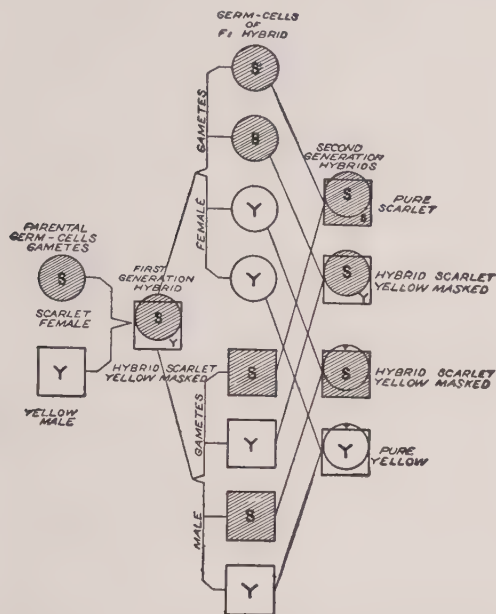 GERM-CELLS
OF
F1 HYBRID
S
S
Y
Y
GAMETES
FEMALE
PARENTAL
GERM-CELLS
GAMETES
S
SCARLET
FEMALE
Y
YELLOW
MALE
FIRST
GENERATION
HYBRID
S
Y
HYBRID SCARLET
YELLOW MASKED
GAMETES
MALE
S
Y
S
Y
SECOND
GENERATION
HYBRIDS
S
S
PURE
SCARLET
S
Y
HYBRID SCARLET
YELLOW MASKED
S
HYBRID SCARLET
YELLOW MASKED
Y
PURE
YELLOW